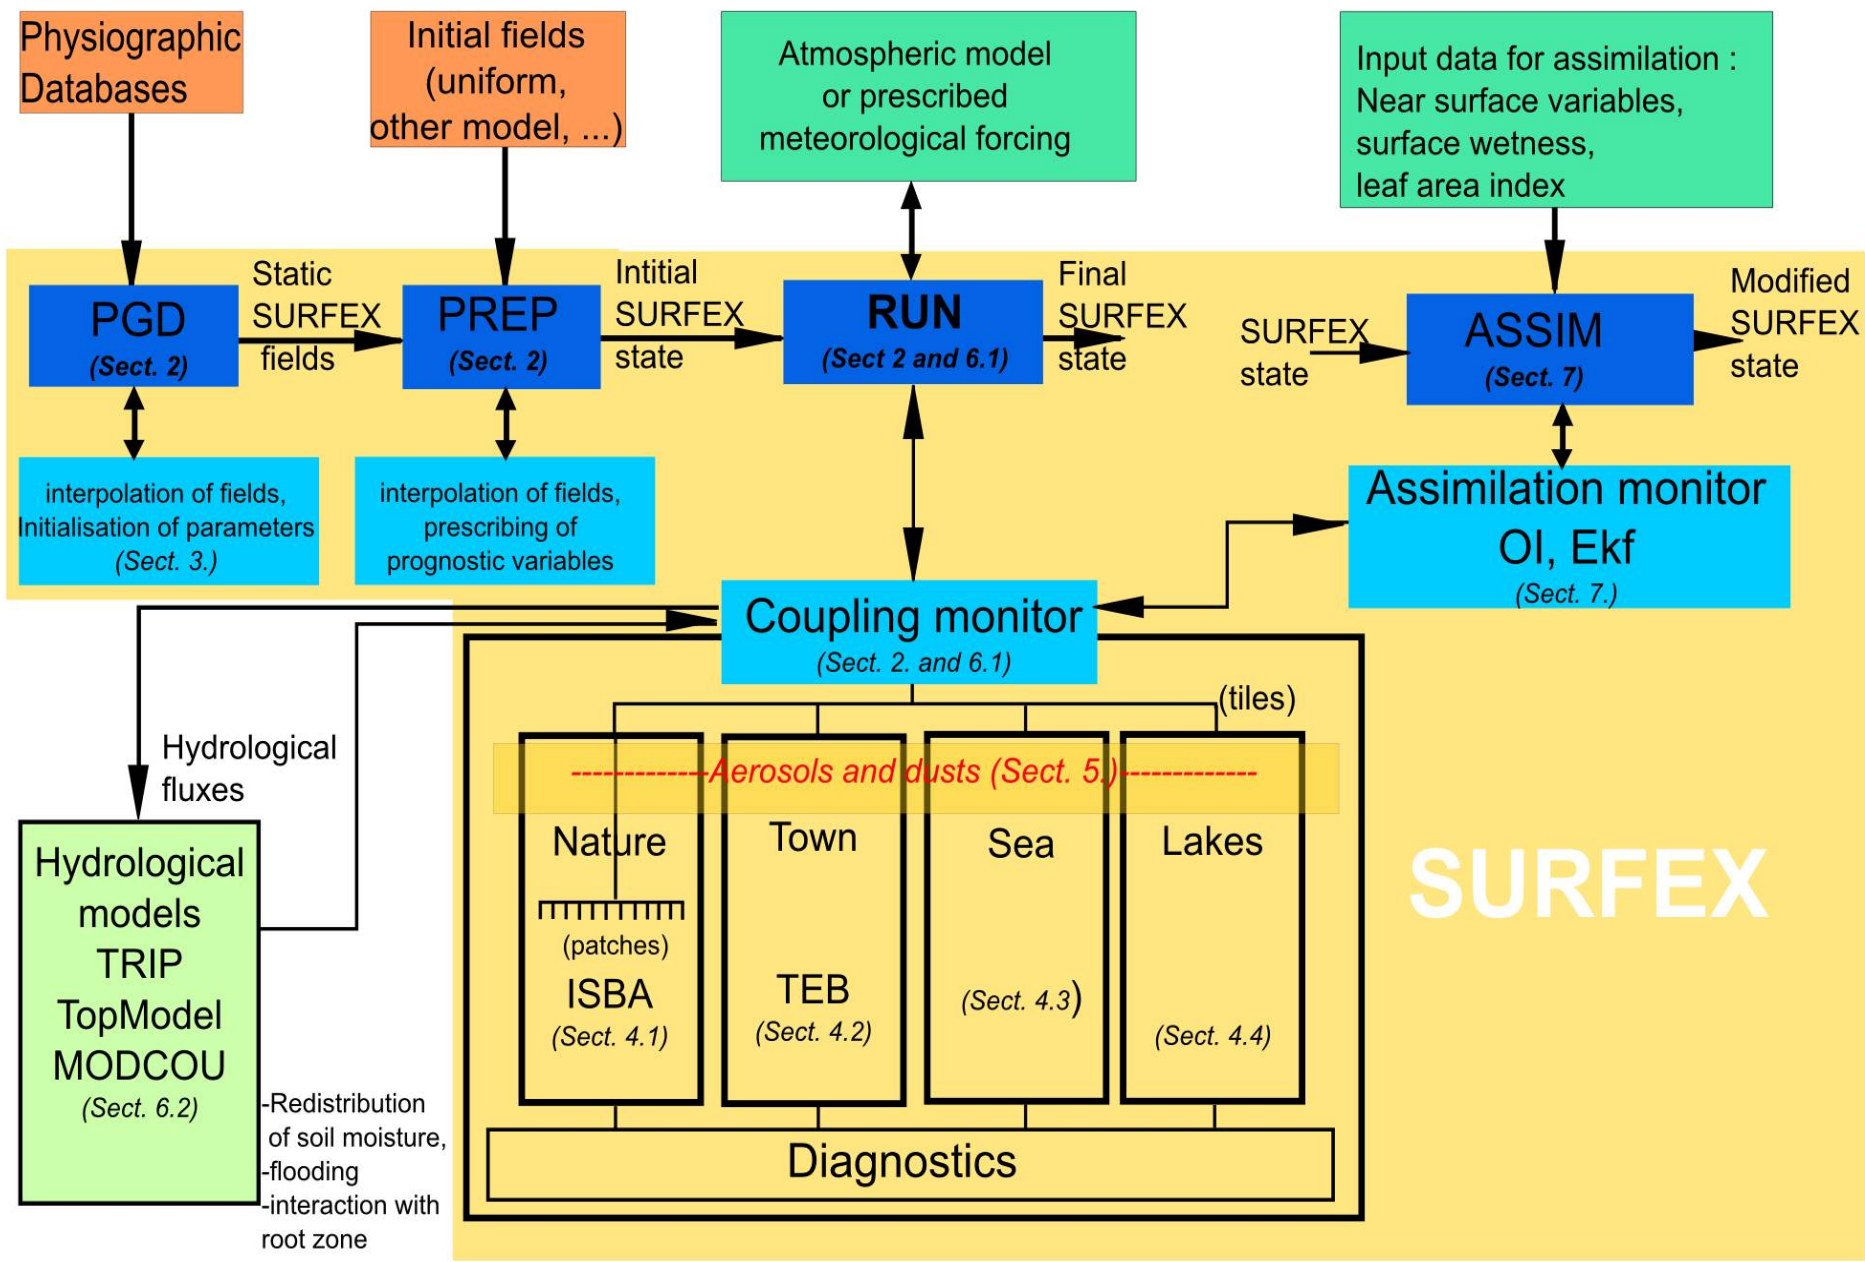 Physiographic
Databases
Initial fields
(uniform,
other model, ...)
Atmospheric model
or prescribed
meteorological forcing
Input data for assimilation :
Near surface variables,
surface wetness,
leaf area index
PGD
(Sect. 2)
Static
SURFEX
fields
PREP
(Sect. 2)
Intitial
SURFEX
state
RUN
(Sect 2 and 6.1)
Final
SURFEX
state
SURFEX
state
ASSIM
(Sect. 7)
Modified
SURFEX
state
interpolation of fields,
Initialisation of parameters
(Sect. 3.)
interpolation of fields,
prescribing of
prognostic variables
Assimilation monitor
OI, Ekf
(Sect. 7.)
Coupling monitor
(Sect. 2. and 6.1)
(tiles)
Hydrological
fluxes
-------------Aerosols and dusts (Sect. 5.)-------------
Nature
(patches)
ISBA
(Sect. 4.1)
Town
TEB
(Sect. 4.2)
Sea
(Sect. 4.3)
Lakes
(Sect. 4.4)
SURFEX
Hydrological
models
TRIP
TopModel
MODCOU
(Sect. 6.2)
-Redistribution
of soil moisture,
-flooding
-interaction with
root zone
Diagnostics